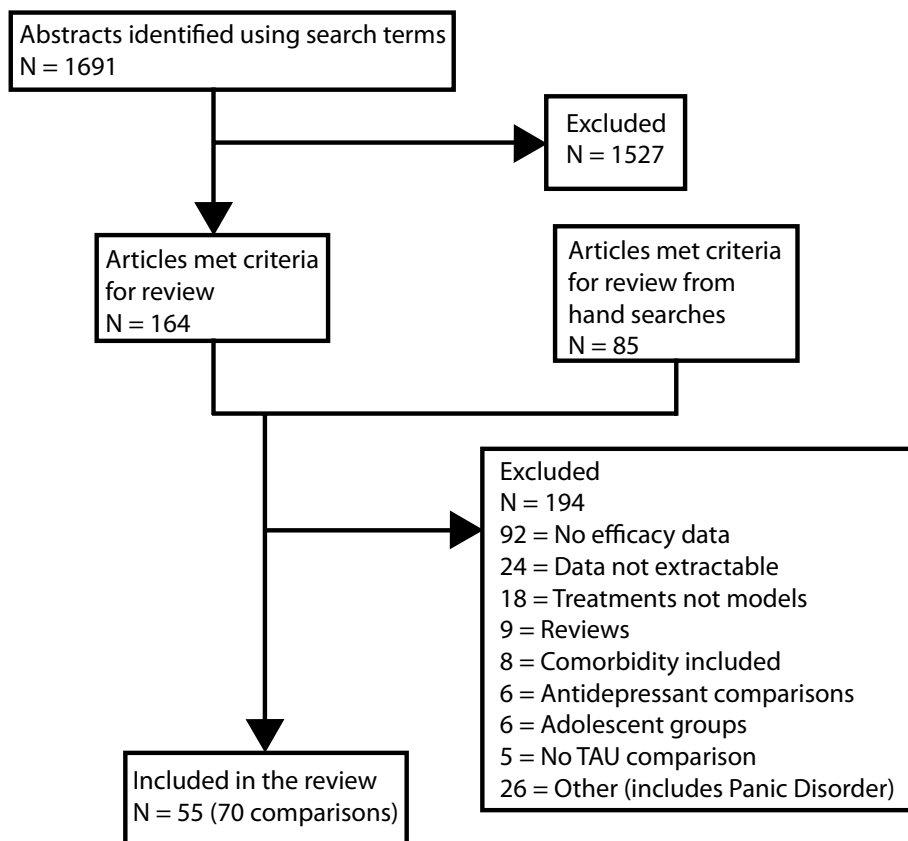 Abstracts identified using search terms
N = 1691
Excluded
N = 1527
Articles met criteria
for review
N = 164
Articles met criteria
for review from
hand searches
N = 85
Excluded
N = 194
92 = No efficacy data
24 = Data not extractable
18 = Treatments not models
9 = Reviews
8 = Comorbidity included
6 = Antidepressant comparisons
6 = Adolescent groups
5 = No TAU comparison
26 = Other (includes Panic Disorder)
Included in the review
N = 55 (70 comparisons)